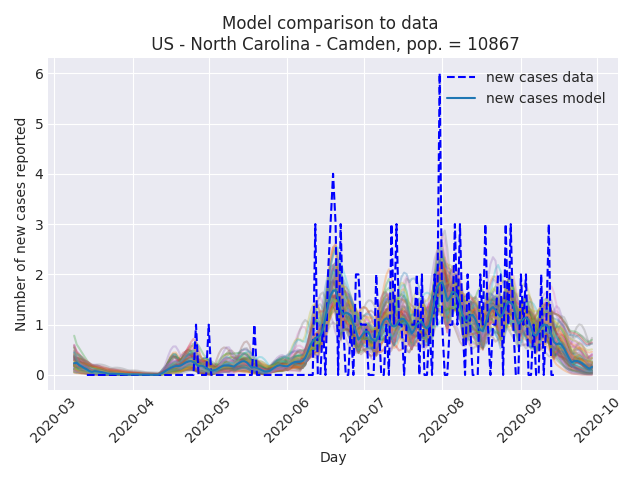 Model comparison to data
US - North Carolina - Camden, pop. = 10867
new cases data
new cases model
Number of new cases reported
6
5
4
3
2
1
0
2020-03
2020-04
2020-05
2020-06
2020-07
2020-08
2020-09
2020-10
Day